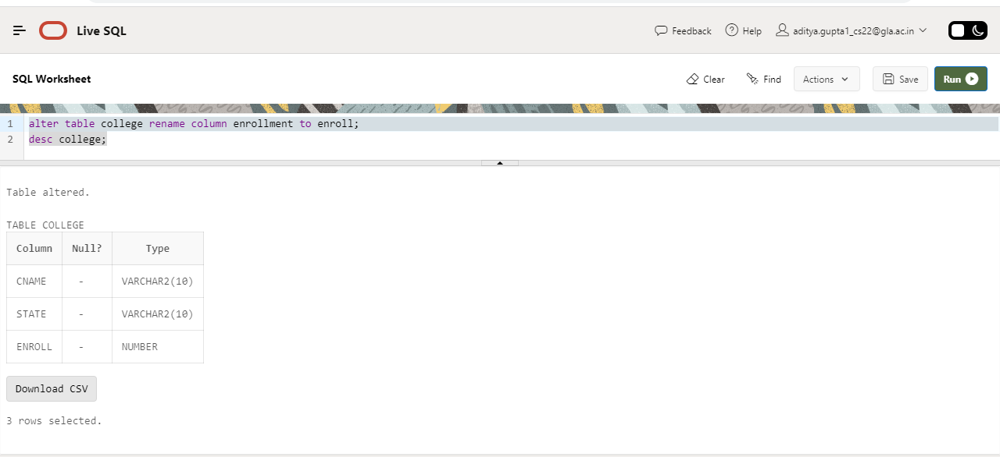 Live SQL Feedback Help aditya.gupta1_cs22@gla.ac.in
SQL Worksheet Clear Find Actions Save Run
1 alter table college rename column enrollment to enroll;
2 desc college;
Table altered.
TABLE COLLEGE
Column Null? Type
CNAME - VARCHAR2(10)
STATE - VARCHAR2(10)
ENROLL - NUMBER
Download CSV
3 rows selected.